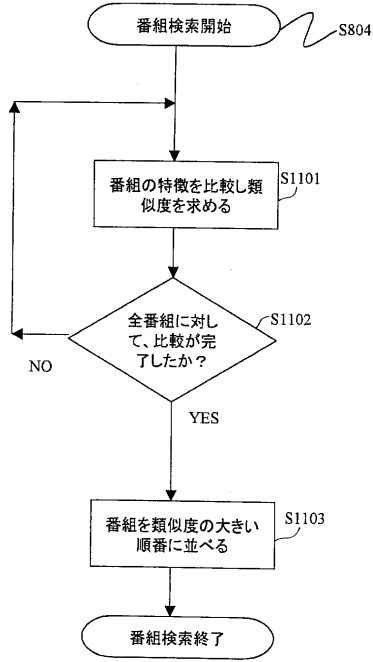 番組検索開始
S804
番組の特徴を比較し類
似度を求める
S1101
全番組に対し
て、比較が完
了したか？
S1102
NO
YES
番組を類似度の大きい
順番に並べる
S1103
番組検索終了